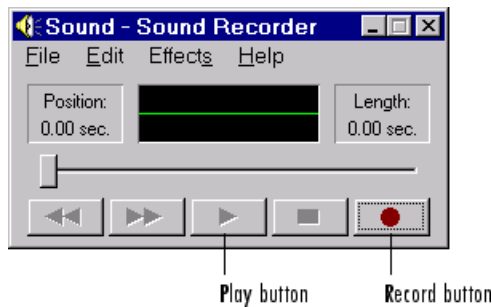 Sound - Sound Recorder
File Edit Effects Help
Position:
0.00 sec.
Length:
0.00 sec.
Play button
Record button